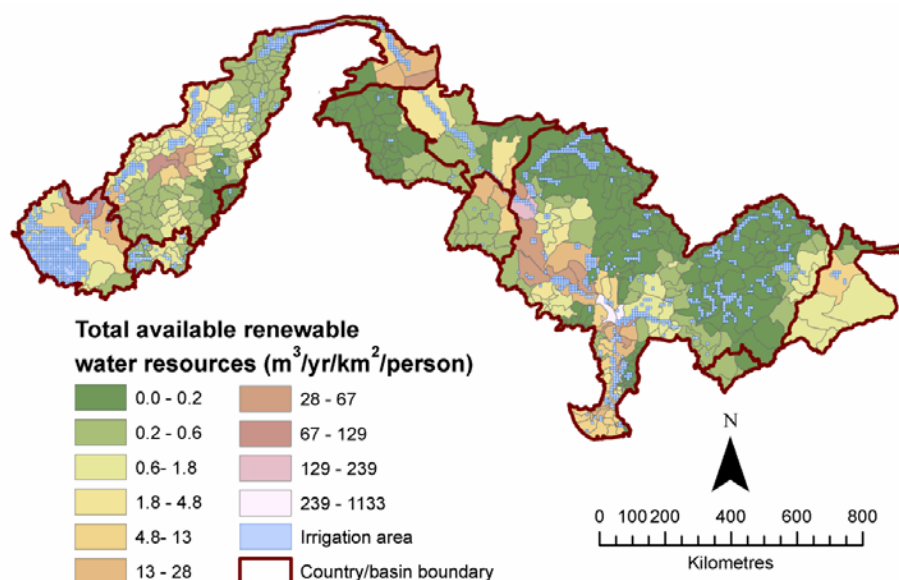 Total available renewable
water resources (m³/yr/km²/person)
0.0 - 0.2
0.2 - 0.6
0.6- 1.8
1.8 - 4.8
4.8- 13
13 - 28
28 - 67
67 - 129
129 - 239
239 - 1133
Irrigation area
Country/basin boundary
N
0 100 200 400 600 800
Kilometres